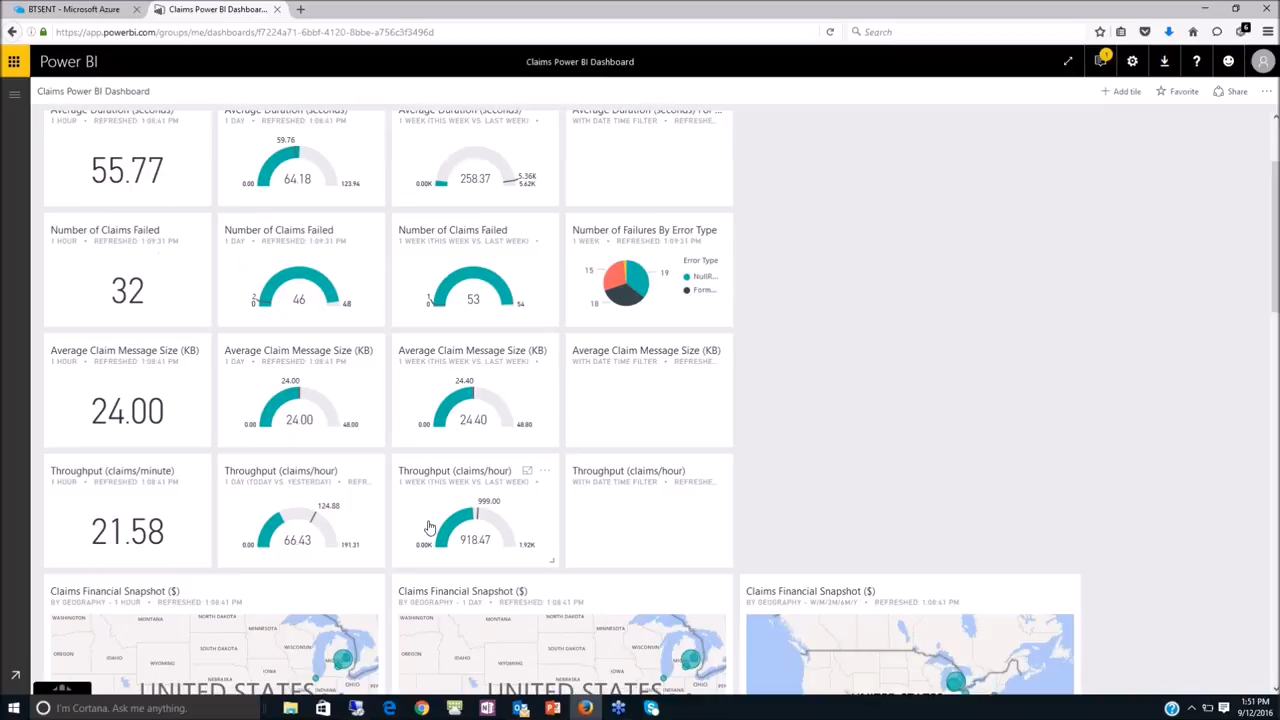 BTSENT - Microsoft Azure
Claims Power BI Dashboar...
https://app.powerbi.com/groups/me/dashboards/f7224a71-6bbf-4120-8bbe-a756c3f3496d
Search
6
Power BI
Claims Power BI Dashboard
1
Claims Power BI Dashboard
Add tile
Favorite
Share
Average Duration (seconds)
1 HOUR • REFRESHED: 1:08:41 PM
55.77
Average Duration (seconds)
1 DAY • REFRESHED: 1:08:41 PM
59.76
64.18
0.00
123.94
Average Duration (seconds)
1 WEEK (THIS WEEK VS. LAST WEEK) •
5.36K
258.37
0.00K
5.62K
Average Duration (seconds) For ...
WITH DATE TIME FILTER • REFRESHE...
Number of Claims Failed
1 HOUR • REFRESHED: 1:09:31 PM
32
Number of Claims Failed
1 DAY • REFRESHED: 1:09:31 PM
2
0
46
48
Number of Claims Failed
1 WEEK (THIS WEEK VS. LAST WEEK) •
1
0
53
54
Number of Failures By Error Type
1 WEEK • REFRESHED: 1:09:31 PM
Error Type
15
19
18
NullR...
Form...
Average Claim Message Size (KB)
1 HOUR • REFRESHED: 1:08:41 PM
24.00
Average Claim Message Size (KB)
1 DAY • REFRESHED: 1:08:41 PM
24.00
24.00
0.00
48.00
Average Claim Message Size (KB)
1 WEEK (THIS WEEK VS. LAST WEEK) •
24.40
24.40
0.00
48.80
Average Claim Message Size (KB)
WITH DATE TIME FILTER • REFRESHE...
Throughput (claims/minute)
1 HOUR • REFRESHED: 1:08:41 PM
21.58
Throughput (claims/hour)
1 DAY (TODAY VS. YESTERDAY) • REFR...
124.88
66.43
0.00
191.31
Throughput (claims/hour)
1 WEEK (THIS WEEK VS. LAST WEEK) •
999.00
918.47
0.00K
1.92K
Throughput (claims/hour)
WITH DATE TIME FILTER • REFRESHE...
Claims Financial Snapshot ($)
BY GEOGRAPHY - 1 HOUR • REFRESHED: 1:08:41 PM
WASHINGTON
MONTANA
NORTH DAKOTA
MINNESOTA
OREGON
IDAHO
WYOMING
SOUTH DAKOTA
WISCONSIN
NEBRASKA
IOWA
NEVADA
UNITED STATES
Claims Financial Snapshot ($)
BY GEOGRAPHY - 1 DAY • REFRESHED: 1:08:41 PM
WASHINGTON
MONTANA
NORTH DAKOTA
MINNESOTA
OREGON
IDAHO
WYOMING
SOUTH DAKOTA
WISCONSIN
NEBRASKA
IOWA
NEVADA
UNITED STATES
Claims Financial Snapshot ($)
BY GEOGRAPHY - W/M/2M/6M/Y • REFRESHED: 1:08:41 PM
I'm Cortana. Ask me anything.
1:51 PM
9/12/2016